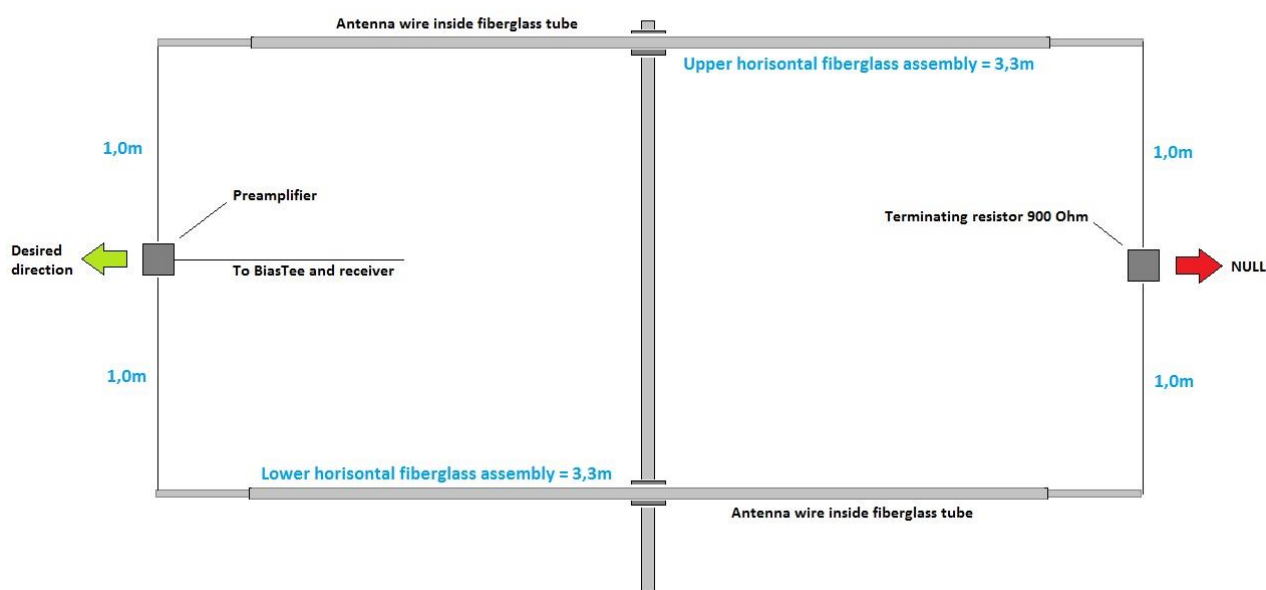 Antenna wire inside fiberglass tube
Upper horisontal fiberglass assembly = 3,3m
1,0m
1,0m
Preamplifier
Terminating resistor 900 Ohm
Desired
direction
To BiasTee and receiver
NULL
1,0m
1,0m
Lower horisontal fiberglass assembly = 3,3m
Antenna wire inside fiberglass tube